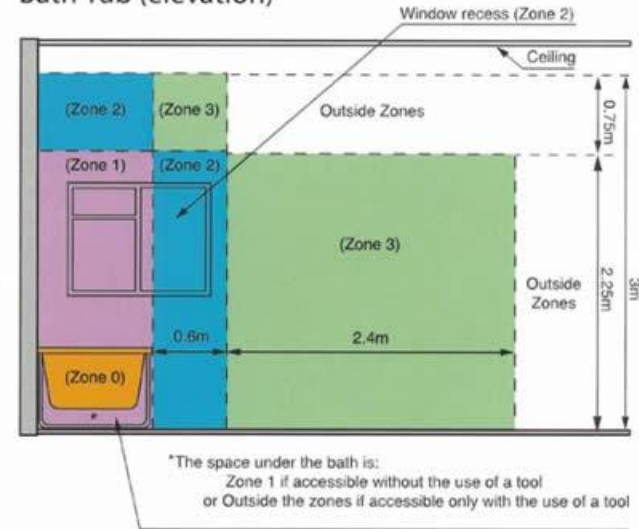 Bath Tub (elevation)
Window recess (Zone 2)
Ceiling
(Zone 2)
(Zone 3)
Outside Zones
0.75m
(Zone 1)
(Zone 2)
(Zone 3)
Outside
Zones
2.25m
3m
0.6m
2.4m
(Zone 0)
*The space under the bath is:
Zone 1 if accessible without the use of a tool
or Outside the zones if accessible only with the use of a tool